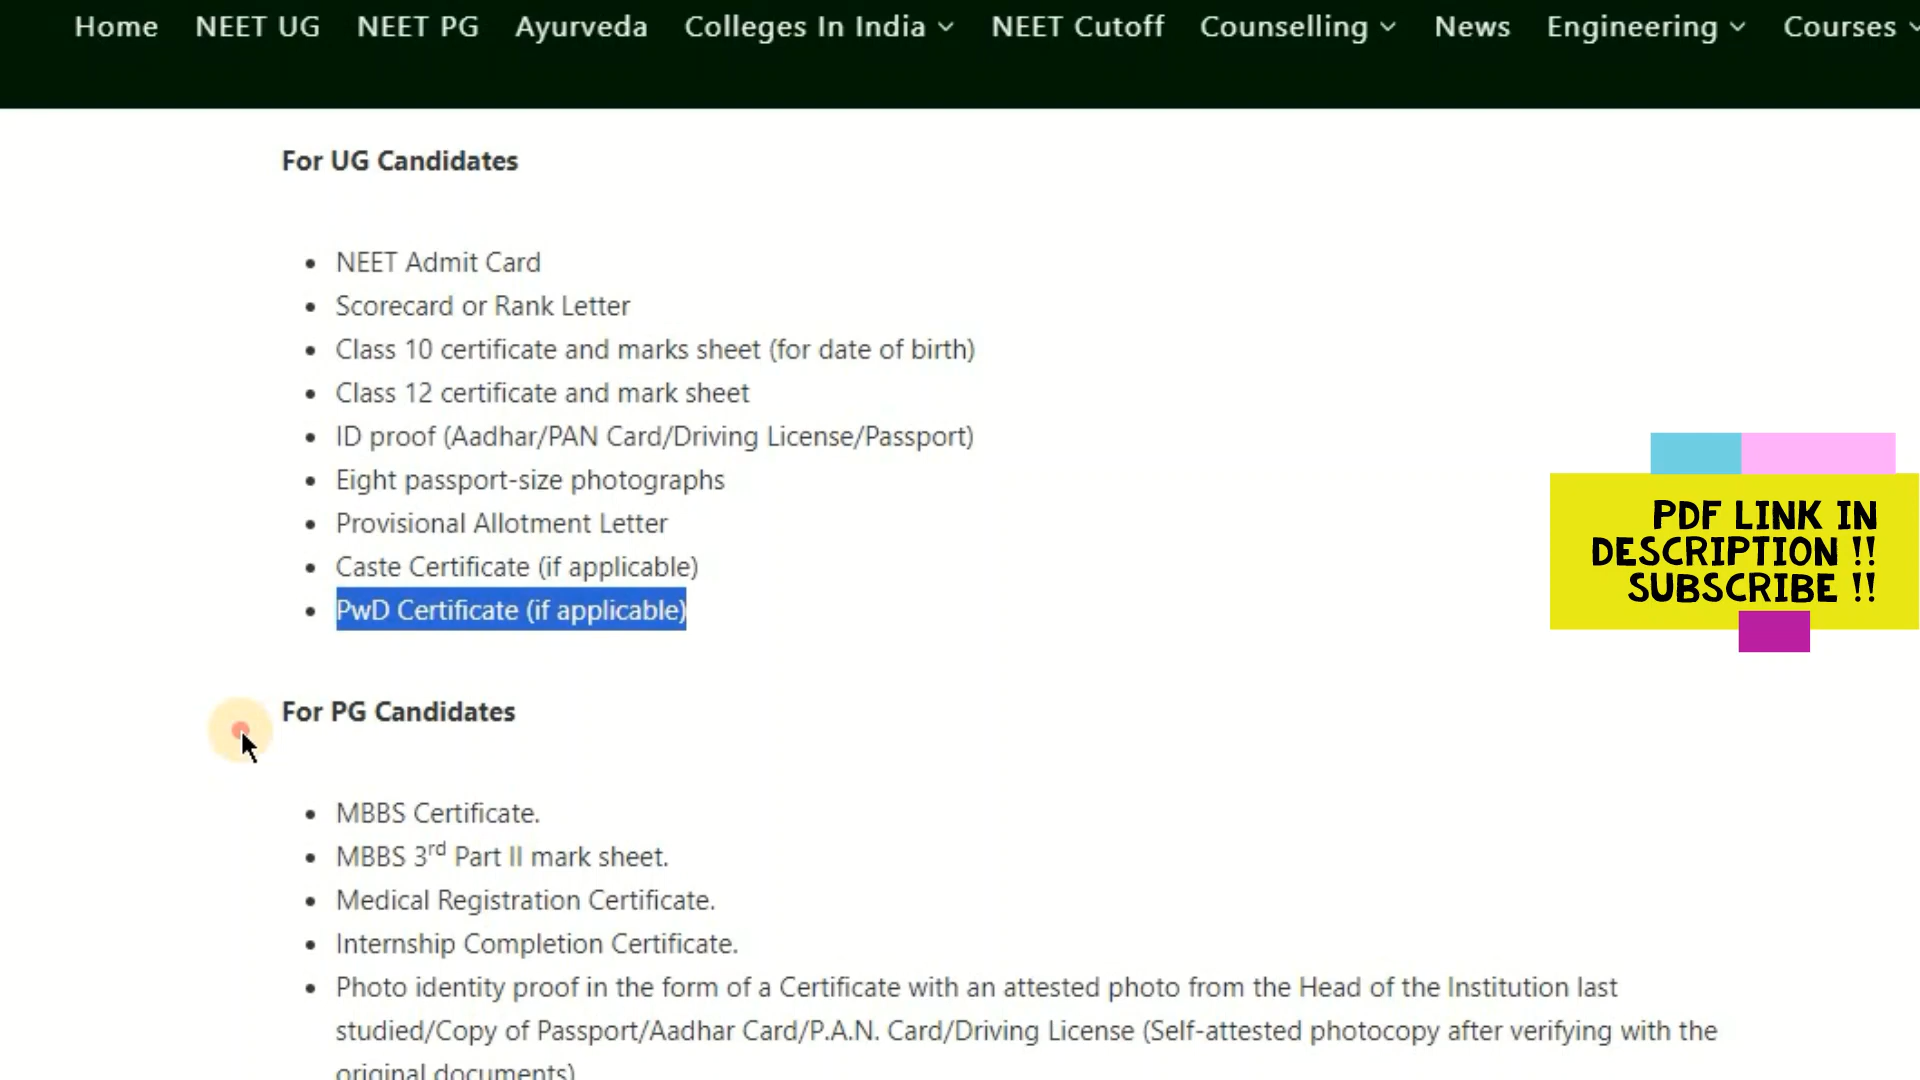 Home NEET UG NEET PG Ayurveda Colleges In India NEET Cutoff Counselling News Engineering Courses
For UG Candidates
NEET Admit Card
Scorecard or Rank Letter
Class 10 certificate and marks sheet (for date of birth)
Class 12 certificate and mark sheet
ID proof (Aadhar/PAN Card/Driving License/Passport)
Eight passport-size photographs
Provisional Allotment Letter
Caste Certificate (if applicable)
PwD Certificate (if applicable)
PDF LINK IN
DESCRIPTION !!
SUBSCRIBE !!
For PG Candidates
MBBS Certificate.
MBBS 3rd Part II mark sheet.
Medical Registration Certificate.
Internship Completion Certificate.
Photo identity proof in the form of a Certificate with an attested photo from the Head of the Institution last
studied/Copy of Passport/Aadhar Card/P.A.N. Card/Driving License (Self-attested photocopy after verifying with the
original documents)